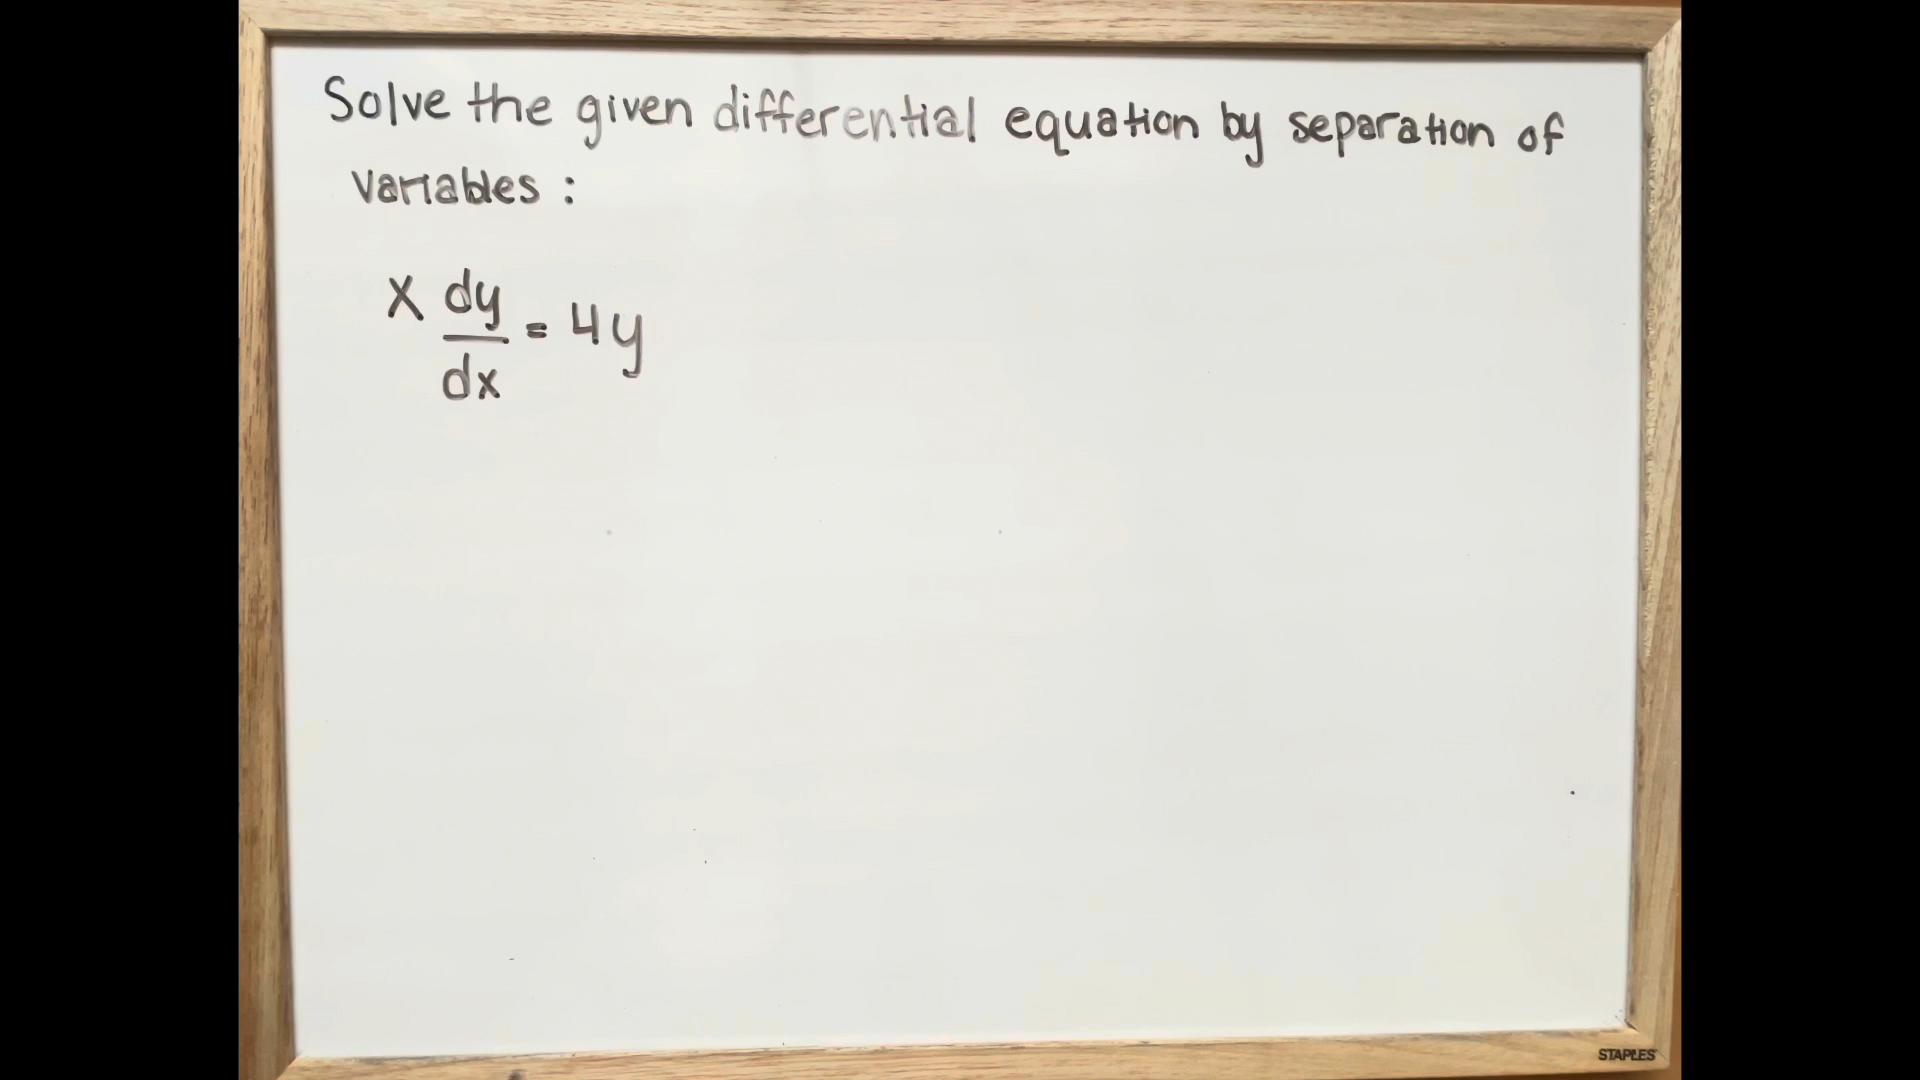 Solve the given differential equation by separation of
variables :
x dy/dx = 4y
STAPLES